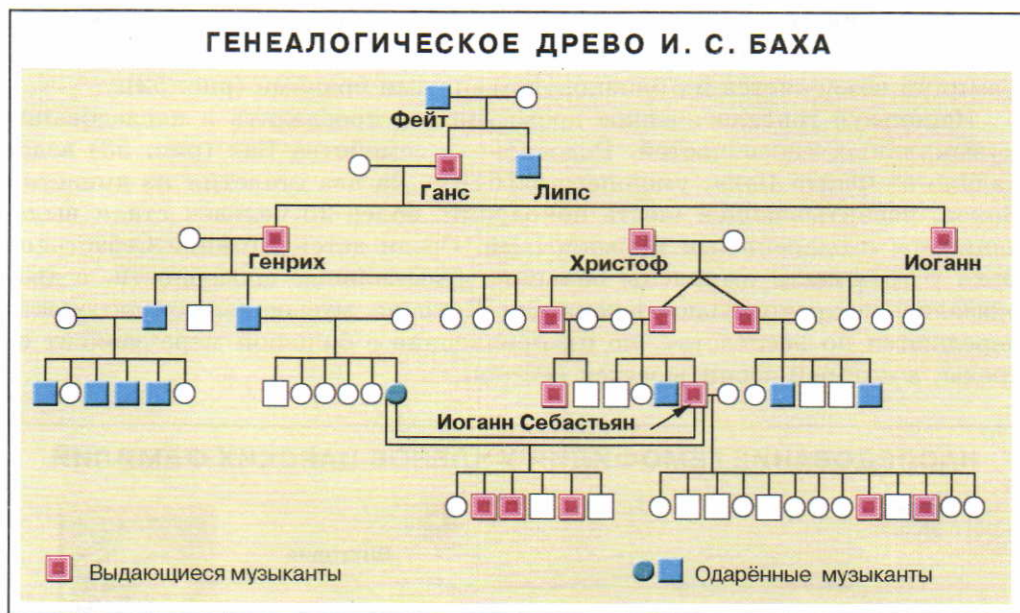 ГЕНЕАЛОГИЧЕСКОЕ ДРЕВО И. С. БАХА
Фейт
Ганс
Липс
Генрих
Христоф
Иоганн
Иоганн Себастьян
Выдающиеся музыканты
Одарённые музыканты